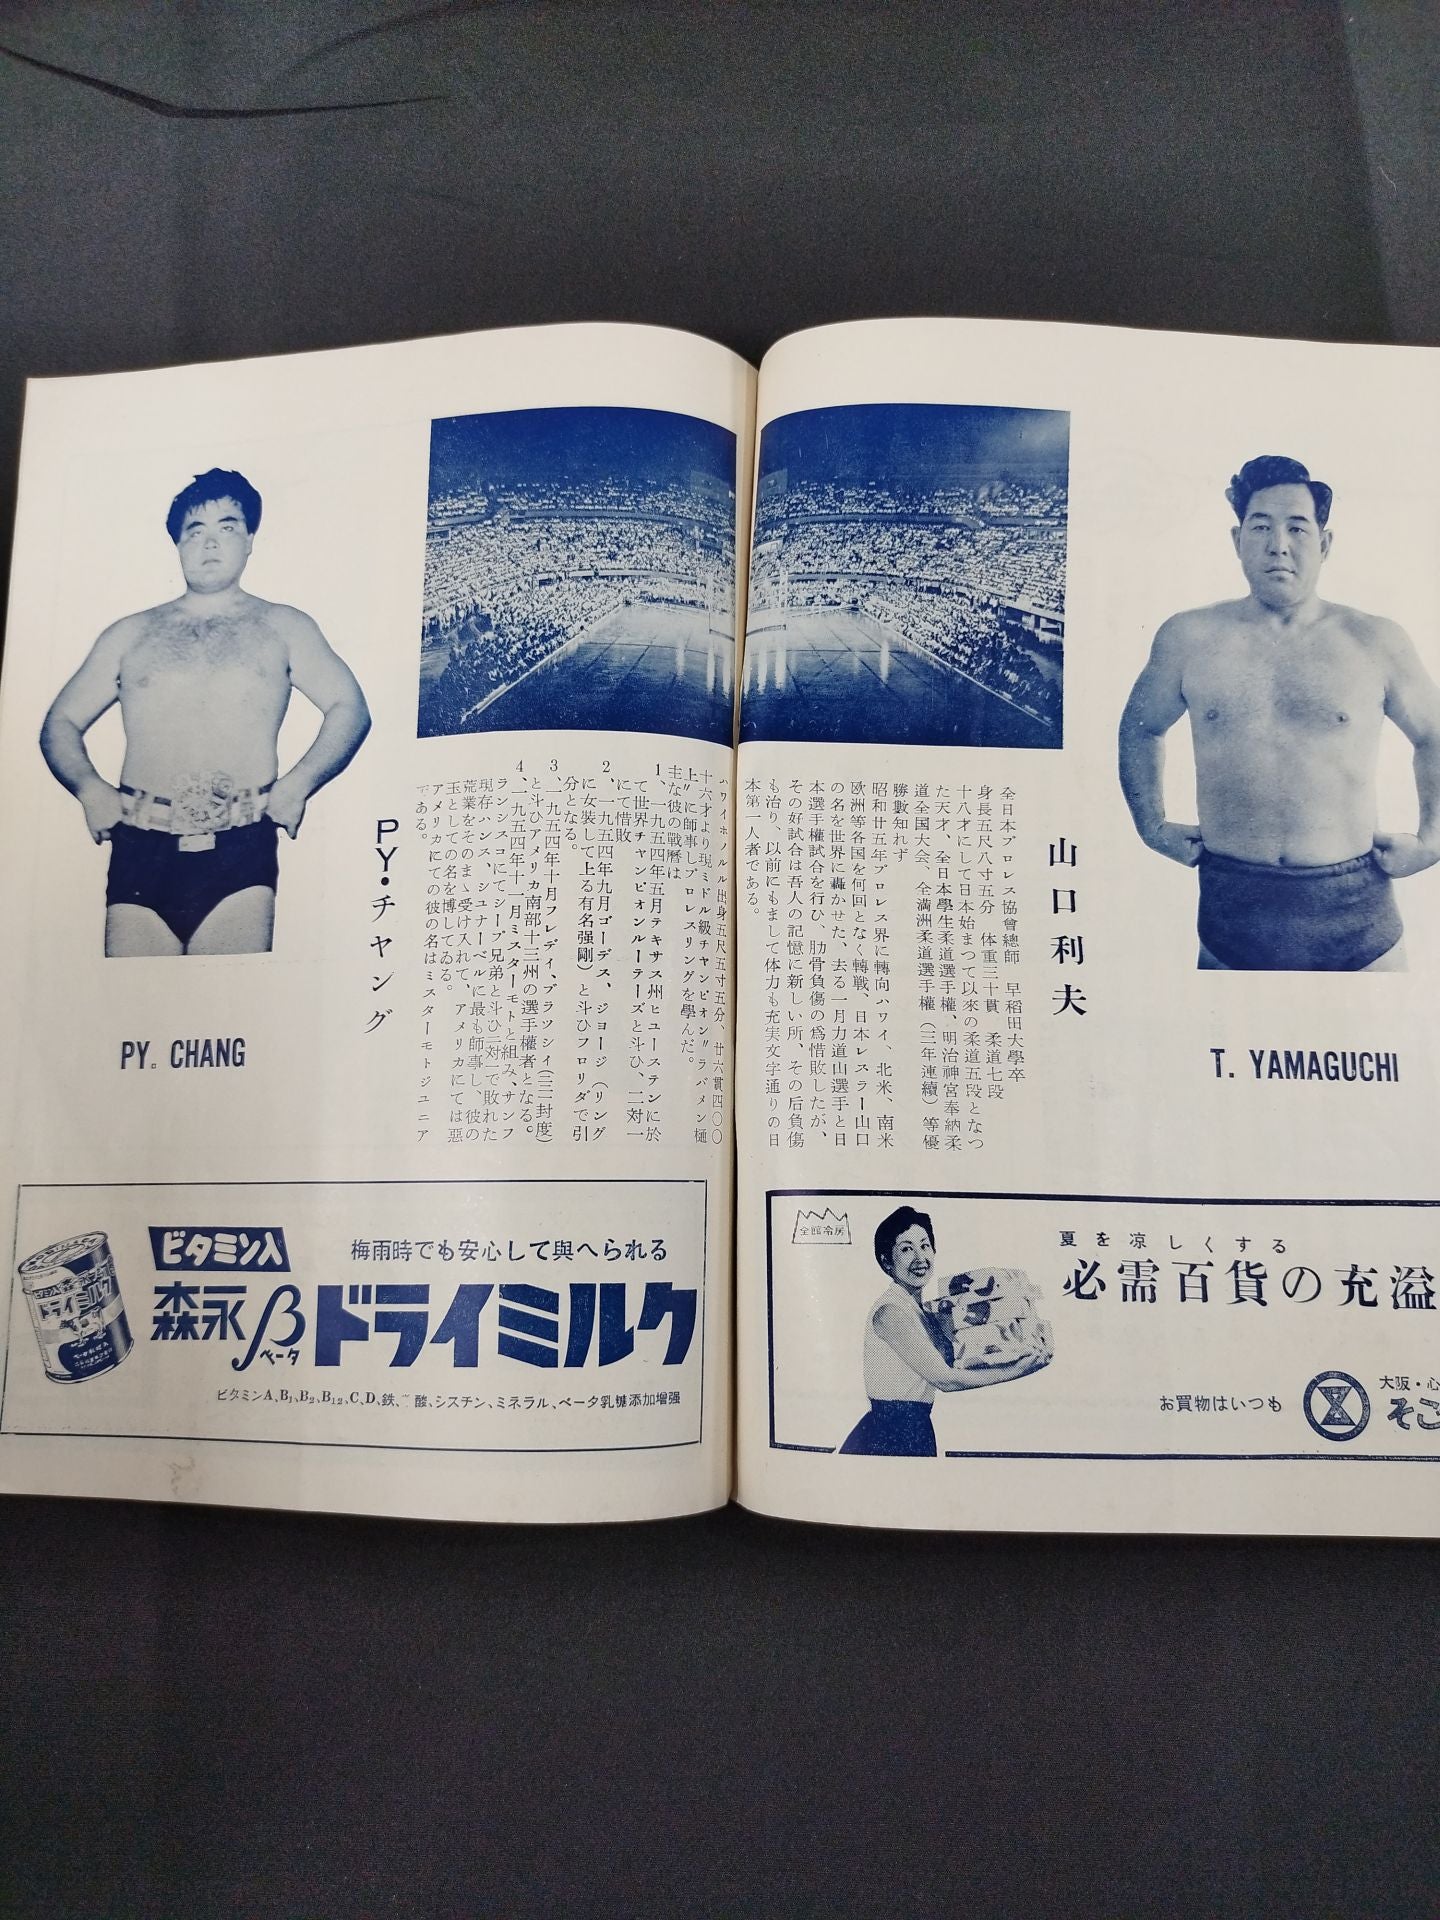 山口利夫
全日本プロレス協會總師 早稲田大學卒
身長五尺八寸五分 体重三十貫 柔道七段
十八才にして日本始まつて以來の柔道五段となつ
た天才、全日本學生柔道選手權、明治神宮奉納柔
道全国大会、全満洲柔道選手權(三年連續)等優
勝數知れず
昭和廿五年プロレス界に轉向ハワイ、北米、南米
欧洲等各国を何回となく轉戦、日本レスラー山口
の名を世界に轟かせた、去る一月力道山選手と日
本選手權試合を行ひ、肋骨負傷の爲惜敗したが、
その好試合は吾人の記憶に新しい所、その后負傷
も治り、以前にもまして体力も充実文字通りの日
本第一人者である。
T. YAMAGUCHI
全館冷房
夏を凉しくする
必需百貨の充溢
お買物はいつも
大阪・心
そご
PY・チャング
ハワイホノルル出身五尺五寸五分、廿六貫四〇〇
十六才より現ミドル級チャンピオン〃ラバメン樋
上〃に師事しプロレスリングを學んだ。
主な彼の戰暦は
1、一九五四年五月テキサス州ヒューステンに於
て世界チャンピオンルーテーズと斗ひ、二対一
にて惜敗
2、一九五四年九月ゴーデス、ジョージ(リング
に女装して上る有名强剛)と斗ひフロリダで引
分となる。
3、一九五四年十月フレディ、ブラツシイ(三三封度)
と斗ひアメリカ南部十三州の選手權者となる。
4、一九五四年十一月ミスターモトと組み、サンフ
ランシスコにてシープ兄弟と斗ひ二対一で敗れた
現存ハンス、シュナーベルに最も師事し、彼の
荒業をそのまゝ受け入れて、アメリカにては惡
玉としての名を博してゐる。
アメリカにての彼の名はミスターモトジュニア
である。
PY. CHANG
ビタミン入
梅雨時でも安心して與へられる
森永βベータドライミルク
ビタミンA、B₁、B₂、B₁₂、C、D、鉄、酸、シスチン、ミネラル、ベータ乳糖添加増强
ドライミルク